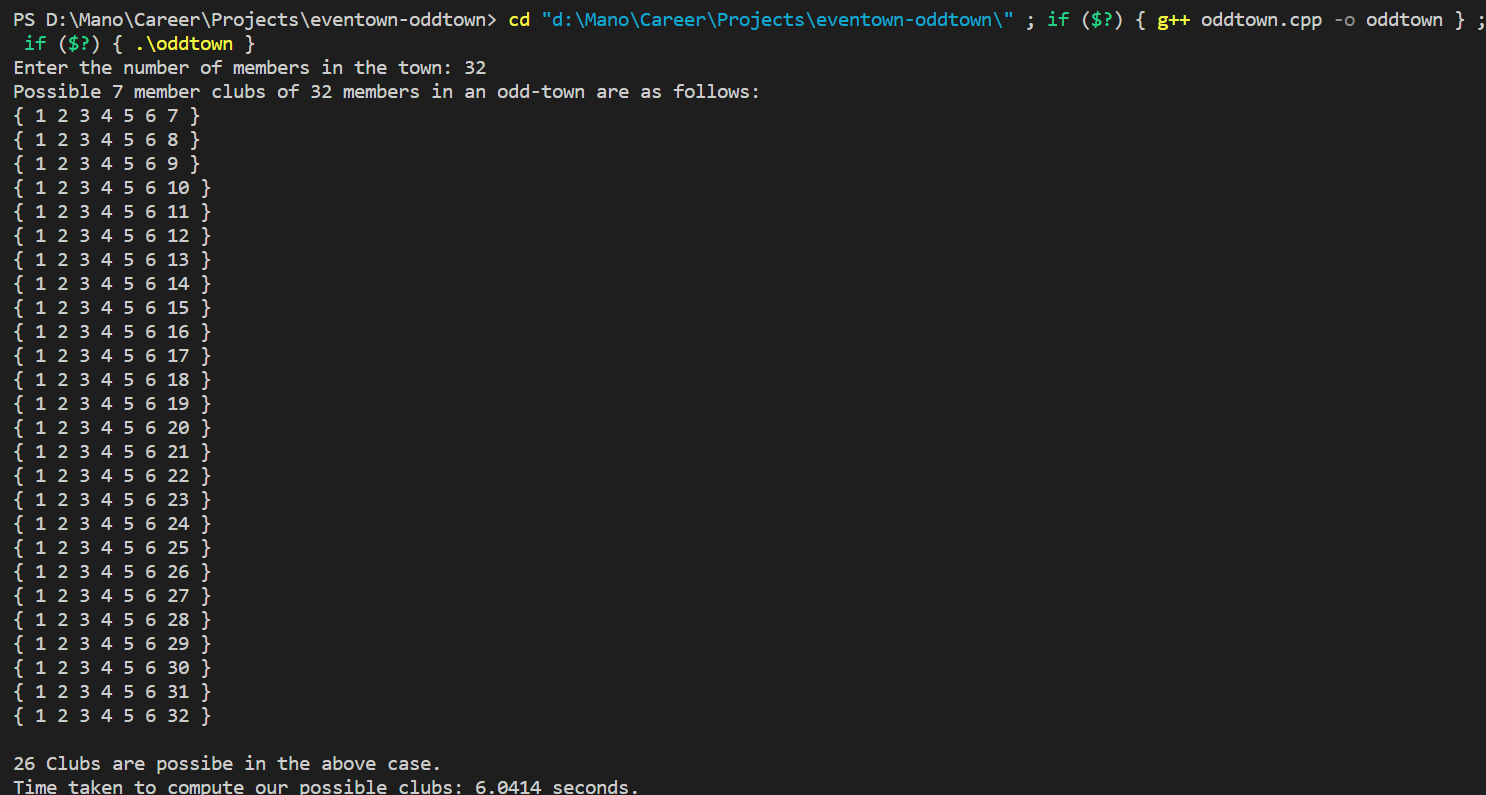 PS D:\Mano\Career\Projects\eventown-oddtown> cd "d:\Mano\Career\Projects\eventown-oddtown\" ; if ($?) { g++ oddtown.cpp -o oddtown } ;
 if ($?) { .\oddtown }
Enter the number of members in the town: 32
Possible 7 member clubs of 32 members in an odd-town are as follows:
{ 1 2 3 4 5 6 7 }
{ 1 2 3 4 5 6 8 }
{ 1 2 3 4 5 6 9 }
{ 1 2 3 4 5 6 10 }
{ 1 2 3 4 5 6 11 }
{ 1 2 3 4 5 6 12 }
{ 1 2 3 4 5 6 13 }
{ 1 2 3 4 5 6 14 }
{ 1 2 3 4 5 6 15 }
{ 1 2 3 4 5 6 16 }
{ 1 2 3 4 5 6 17 }
{ 1 2 3 4 5 6 18 }
{ 1 2 3 4 5 6 19 }
{ 1 2 3 4 5 6 20 }
{ 1 2 3 4 5 6 21 }
{ 1 2 3 4 5 6 22 }
{ 1 2 3 4 5 6 23 }
{ 1 2 3 4 5 6 24 }
{ 1 2 3 4 5 6 25 }
{ 1 2 3 4 5 6 26 }
{ 1 2 3 4 5 6 27 }
{ 1 2 3 4 5 6 28 }
{ 1 2 3 4 5 6 29 }
{ 1 2 3 4 5 6 30 }
{ 1 2 3 4 5 6 31 }
{ 1 2 3 4 5 6 32 }
26 Clubs are possibe in the above case.
Time taken to compute our possible clubs: 6.0414 seconds.